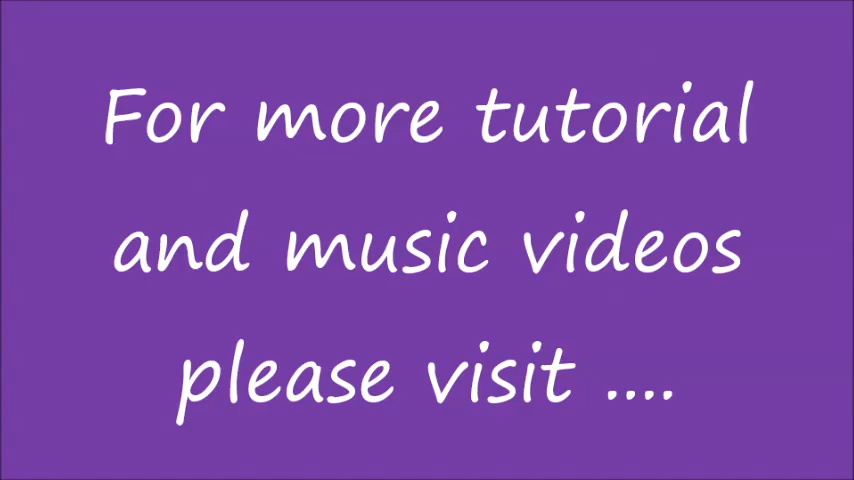 For more tutorial
and music videos
please visit ....